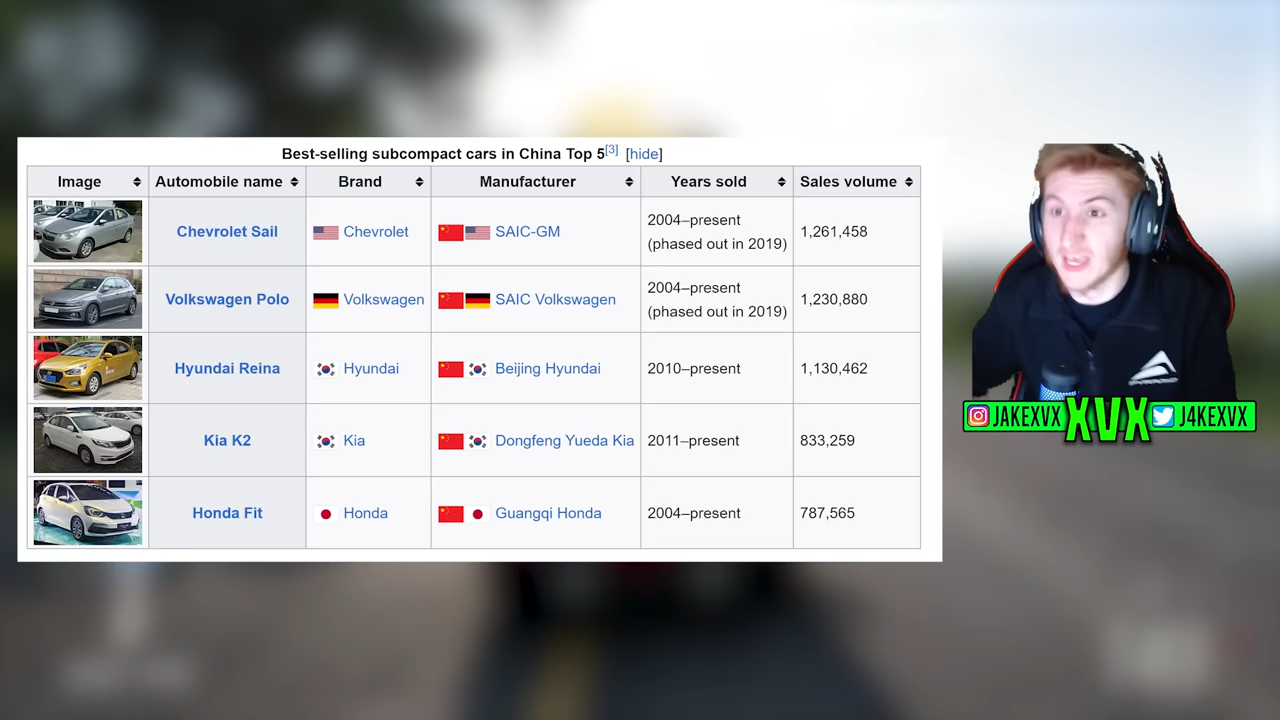 Best-selling subcompact cars in China Top 5[3] [hide]
Image Automobile name Brand Manufacturer Years sold Sales volume
Chevrolet Sail Chevrolet SAIC-GM 2004–present (phased out in 2019) 1,261,458
Volkswagen Polo Volkswagen SAIC Volkswagen 2004–present (phased out in 2019) 1,230,880
Hyundai Reina Hyundai Beijing Hyundai 2010–present 1,130,462
Kia K2 Kia Dongfeng Yueda Kia 2011–present 833,259
Honda Fit Honda Guangqi Honda 2004–present 787,565
JAKEXVX XVX J4KEXVX